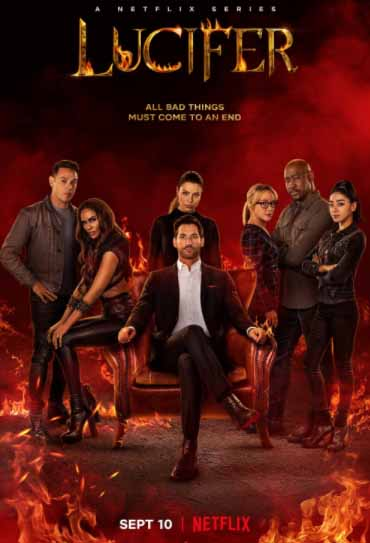 A NETFLIX SERIES
LUCIFER
ALL BAD THINGS
MUST COME TO AN END
SEPT 10 | NETFLIX